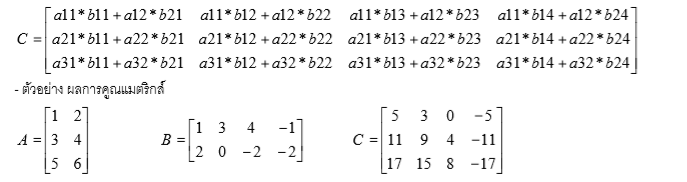 a11*b11+a12*b21 a11*b12+a12*b22 a11*b13+a12*b23 a11*b14+a12*b24
C = a21*b11+a22*b21 a21*b12+a22*b22 a21*b13+a22*b23 a21*b14+a22*b24
a31*b11+a32*b21 a31*b12+a32*b22 a31*b13+a32*b23 a31*b14+a32*b24
- ตัวอย่าง ผลการคูณแมตริกส์
1 2 5 3 0 -5
A = 3 4 B = 1 3 4 -1 C = 11 9 4 -11
2 0 -2 -2
5 6 17 15 8 -17